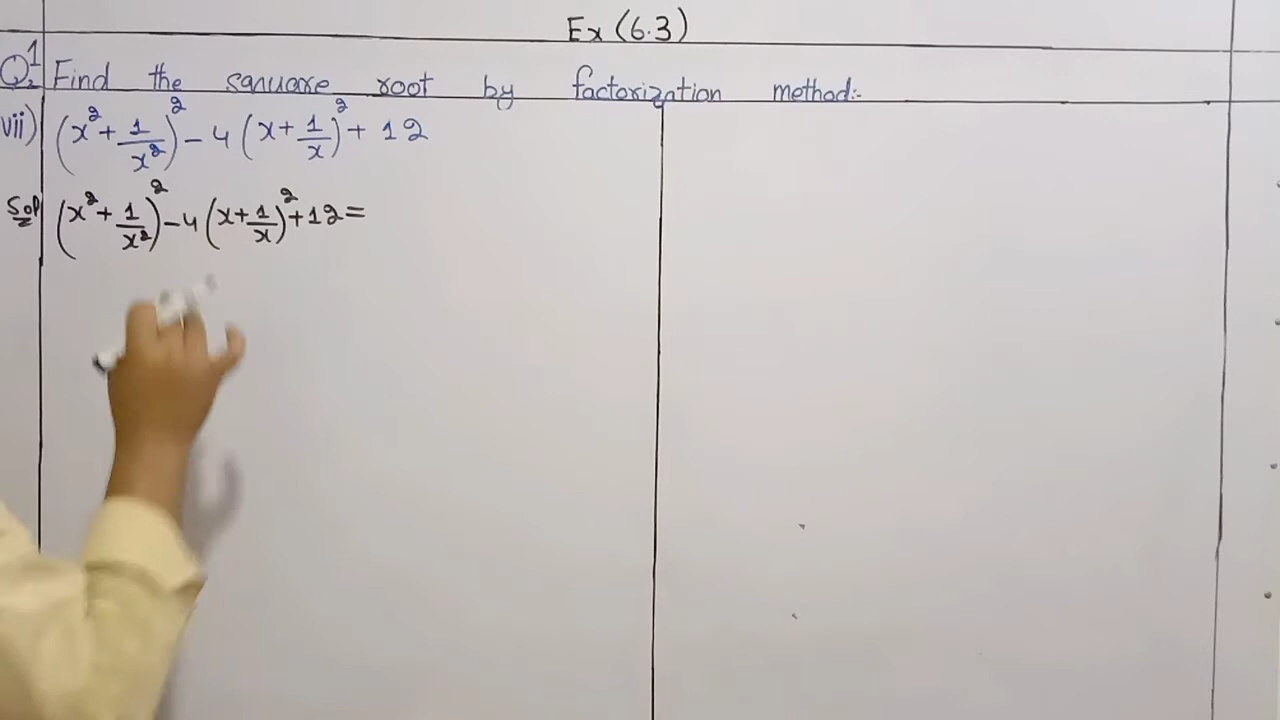 Ex (6.3)
Q1 Find the sqnuare root by factorization method:-
vii) (x² + 1/x²)² - 4 (x + 1/x)² + 12
Sol (x² + 1/x²)² - 4 (x + 1/x)² + 12 =